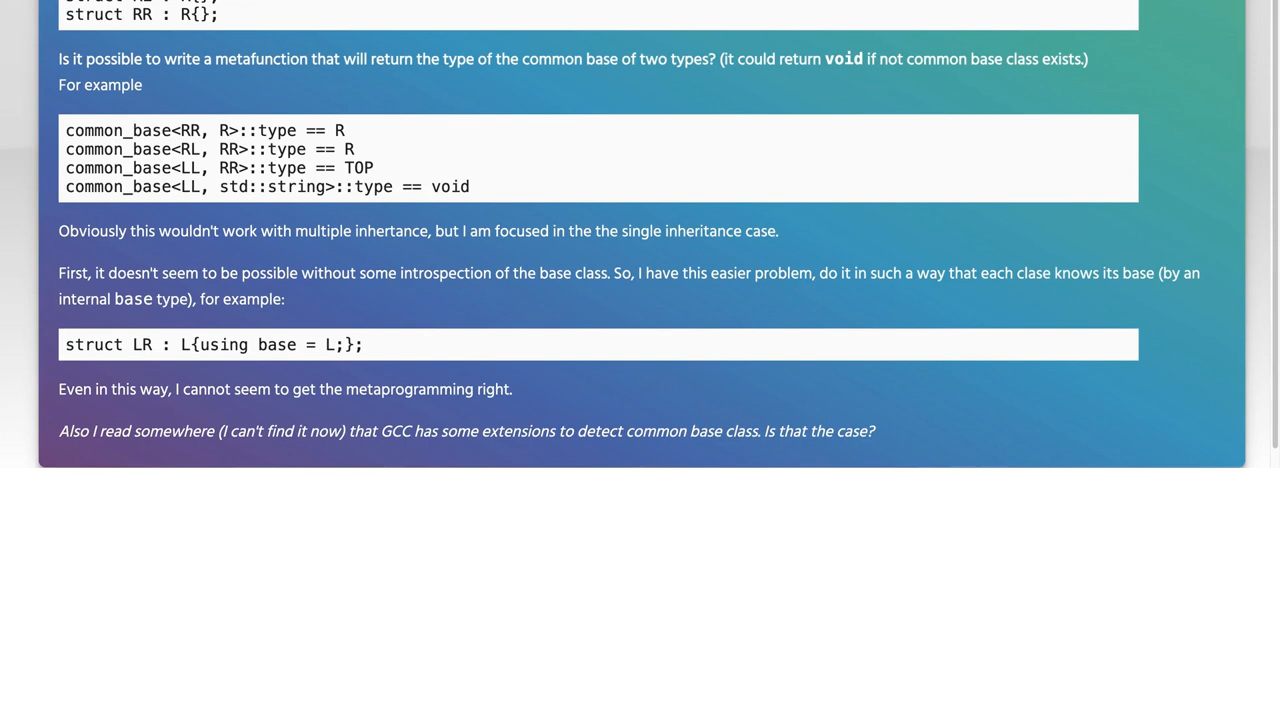 struct RR : R{};
Is it possible to write a metafunction that will return the type of the common base of two types? (it could return void if not common base class exists.)
For example
common_base<RR, R>::type == R
common_base<RL, RR>::type == R
common_base<LL, RR>::type == TOP
common_base<LL, std::string>::type == void
Obviously this wouldn't work with multiple inhertance, but I am focused in the the single inheritance case.
First, it doesn't seem to be possible without some introspection of the base class. So, I have this easier problem, do it in such a way that each clase knows its base (by an
internal base type), for example:
struct LR : L{using base = L;};
Even in this way, I cannot seem to get the metaprogramming right.
Also I read somewhere (I can't find it now) that GCC has some extensions to detect common base class. Is that the case?